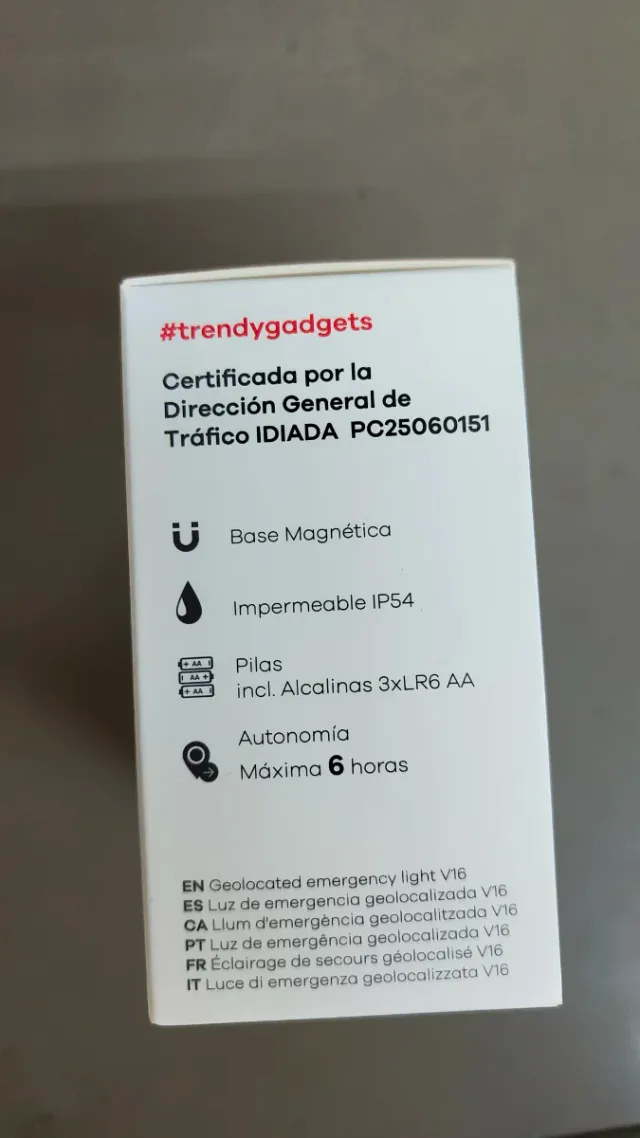 #trendygadgets
Certificada por la
Dirección General de
Tráfico IDIADA PC25060151
Base Magnética
Impermeable IP54
+ AA
AA +
+ AA
Pilas
incl. Alcalinas 3xLR6 AA
Autonomía
Máxima 6 horas
EN Geolocated emergency light V16
ES Luz de emergencia geolocalizada V16
CA Llum d'emergència geolocalitzada V16
PT Luz de emergência geolocalizada V16
FR Éclairage de secours géolocalisé V16
IT Luce di emergenza geolocalizzata V16